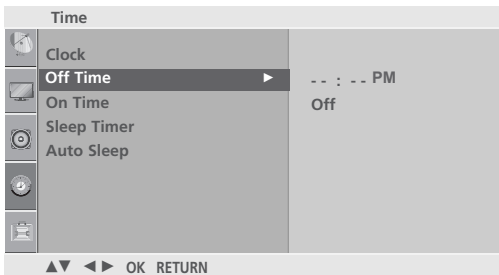 Time
Clock
Off Time ►
- - : - - PM
On Time
Off
Sleep Timer
Auto Sleep
▲▼ ◄► OK RETURN